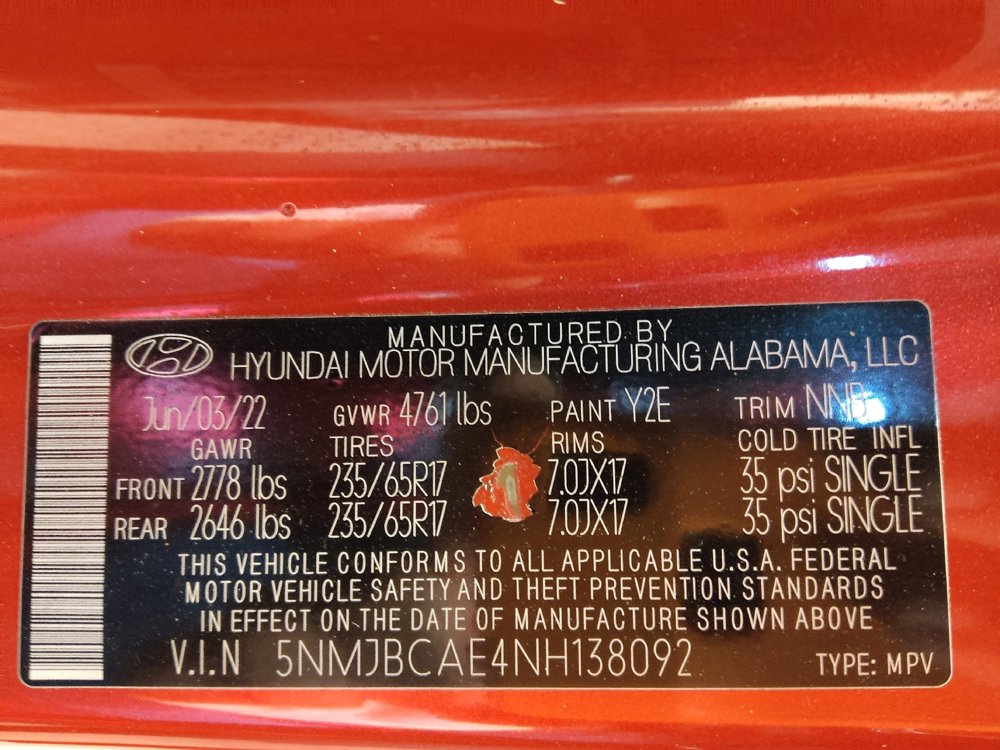 MANUFACTURED BY
HYUNDAI MOTOR MANUFACTURING ALABAMA, LLC
Jun/03/22 GVWR 4761 lbs PAINT Y2E TRIM NNB
GAWR TIRES RIMS COLD TIRE INFL
FRONT 2778 lbs 235/65R17 7.0JX17 35 psi SINGLE
REAR 2646 lbs 235/65R17 7.0JX17 35 psi SINGLE
THIS VEHICLE CONFORMS TO ALL APPLICABLE U.S.A. FEDERAL
MOTOR VEHICLE SAFETY AND THEFT PREVENTION STANDARDS
IN EFFECT ON THE DATE OF MANUFACTURE SHOWN ABOVE
V.I.N 5NMJBCAE4NH138092 TYPE: MPV